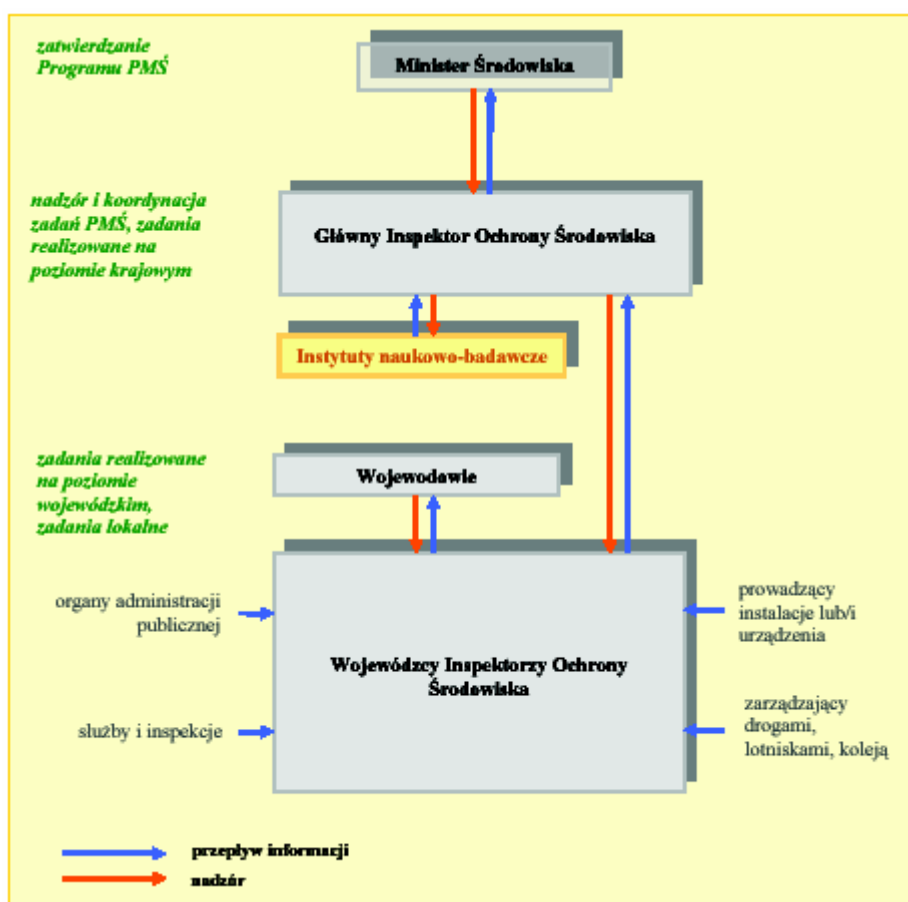 zatwierdzanie
Programu PMŚ
Minister Środowiska
nadzór i koordynacja
zadań PMŚ, zadania
realizowane na
poziomie krajowym
Główny Inspektor Ochrony Środowiska
Instytuty naukowo-badawcze
zadania realizowane
na poziomie
wojewódzkim,
zadania lokalne
Wojewodowie
organy administracji
publicznej
prowadzący
instalacje lub/i
urządzenia
Wojewódzcy Inspektorzy Ochrony
Środowiska
służby i inspekcje
zarządzający
drogami,
lotniskami, koleją
przepływ informacji
nadzór